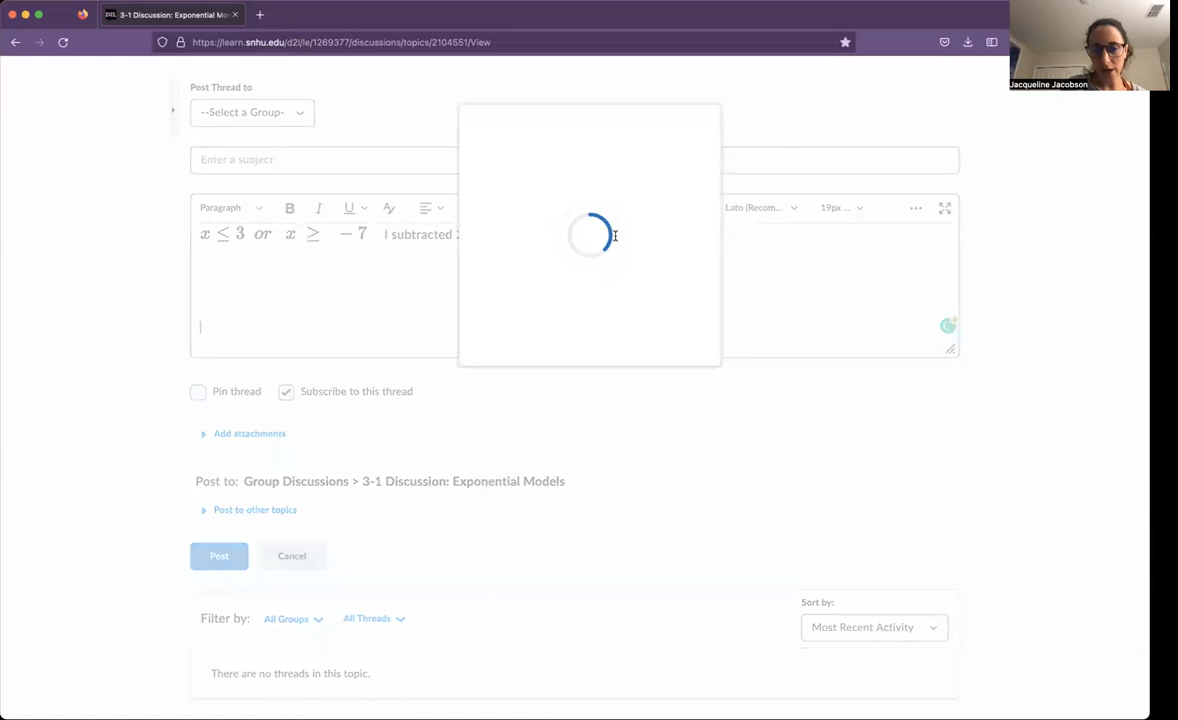 3-1 Discussion: Exponential Mo
https://learn.snhu.edu/d2l/le/1269377/discussions/topics/2104551/View
Jacqueline Jacobson
Post Thread to
--Select a Group-
Enter a subject
Paragraph B I U Lato (Recom... 19px ...
x ≤ 3 or x ≥ −7 I subtracted
Pin thread Subscribe to this thread
Add attachments
Post to: Group Discussions > 3-1 Discussion: Exponential Models
Post to other topics
Post Cancel
Filter by: All Groups All Threads
Sort by:
Most Recent Activity
There are no threads in this topic.